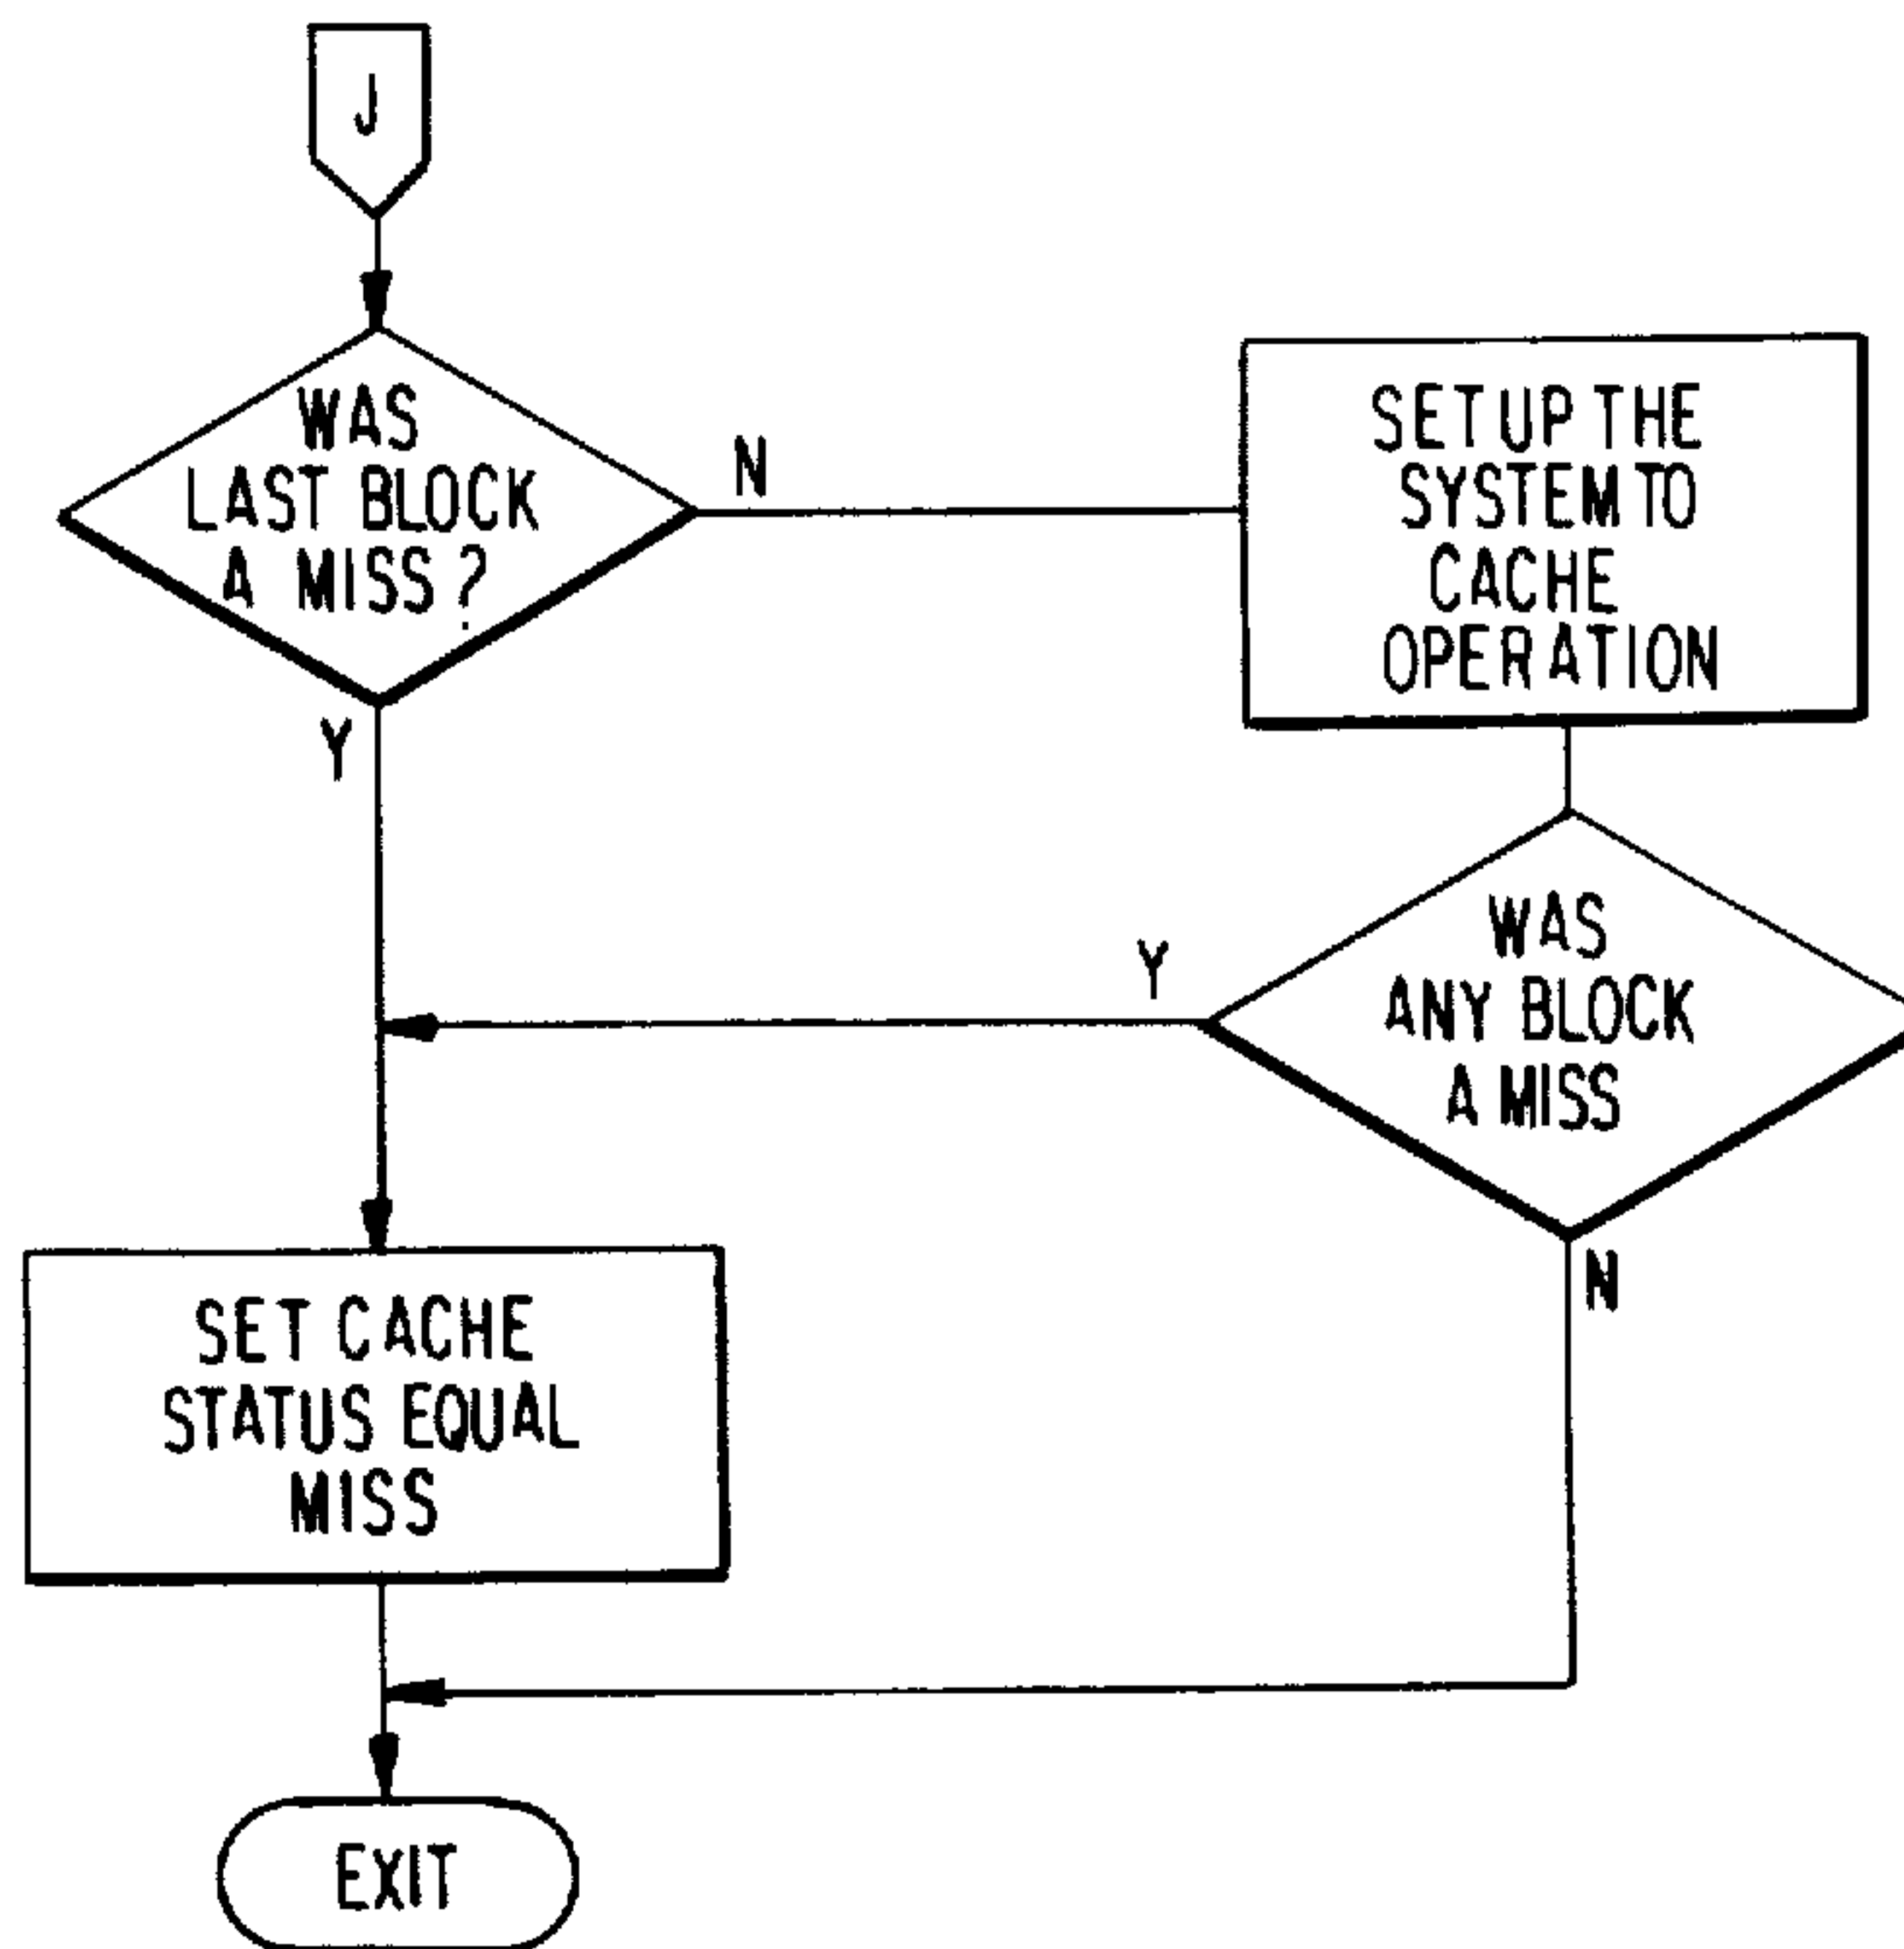 J
WAS
LAST BLOCK
A MISS?
N
Y
SET UP THE
SYSTEM TO
CACHE
OPERATION
WAS
ANY BLOCK
A MISS
Y
N
SET CACHE
STATUS EQUAL
MISS
EXIT